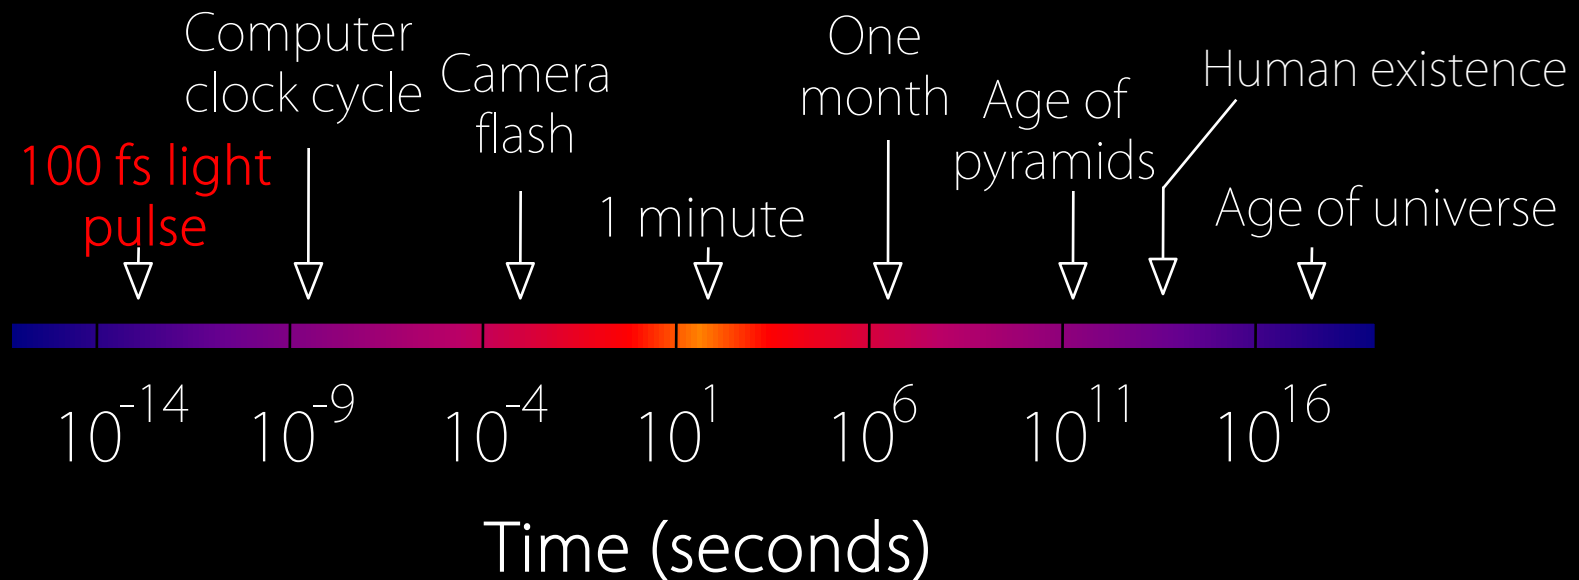 Computer
clock cycle
Camera
flash
One
month
Human existence
Age of
pyramids
100 fs light
pulse
1 minute
Age of universe
10⁻¹⁴ 10⁻⁹ 10⁻⁴ 10¹ 10⁶ 10¹¹ 10¹⁶
Time (seconds)